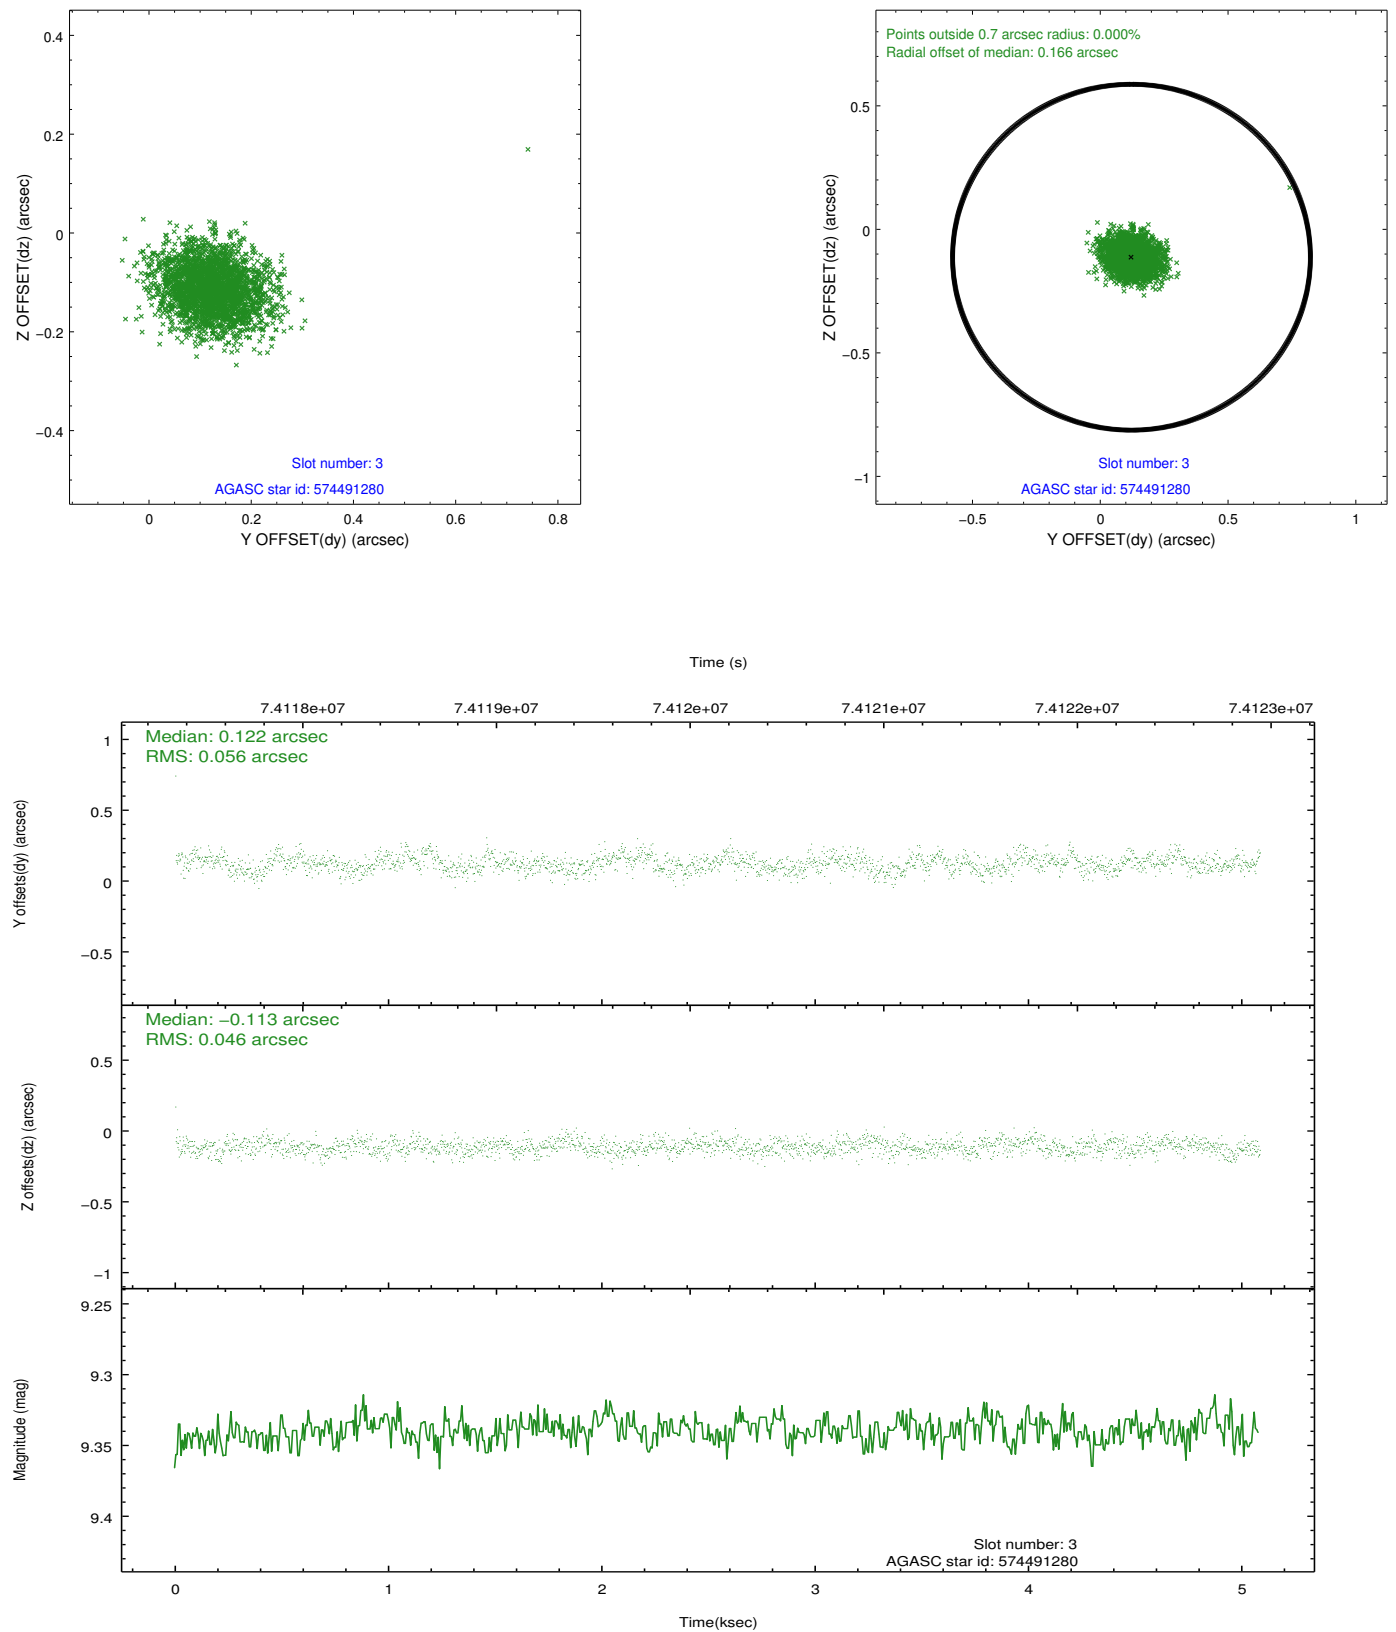 0.4
0.2
0
−0.2
−0.4
Z OFFSET(dz) (arcsec)
Slot number: 3
AGASC star id: 574491280
0 0.2 0.4 0.6 0.8
Y OFFSET(dy) (arcsec)
Points outside 0.7 arcsec radius: 0.000%
Radial offset of median: 0.166 arcsec
0.5
0
−0.5
−1
Z OFFSET(dz) (arcsec)
Slot number: 3
AGASC star id: 574491280
−0.5 0 0.5 1
Y OFFSET(dy) (arcsec)
Time (s)
7.4118e+07 7.4119e+07 7.412e+07 7.4121e+07 7.4122e+07 7.4123e+07
Median: 0.122 arcsec
RMS: 0.056 arcsec
1
0.5
0
−0.5
Y offsets(dy) (arcsec)
Median: −0.113 arcsec
RMS: 0.046 arcsec
0.5
0
−0.5
−1
Z offsets(dz) (arcsec)
9.25
9.3
9.35
9.4
Magnitude (mag)
Slot number: 3
AGASC star id: 574491280
0 1 2 3 4 5
Time(ksec)